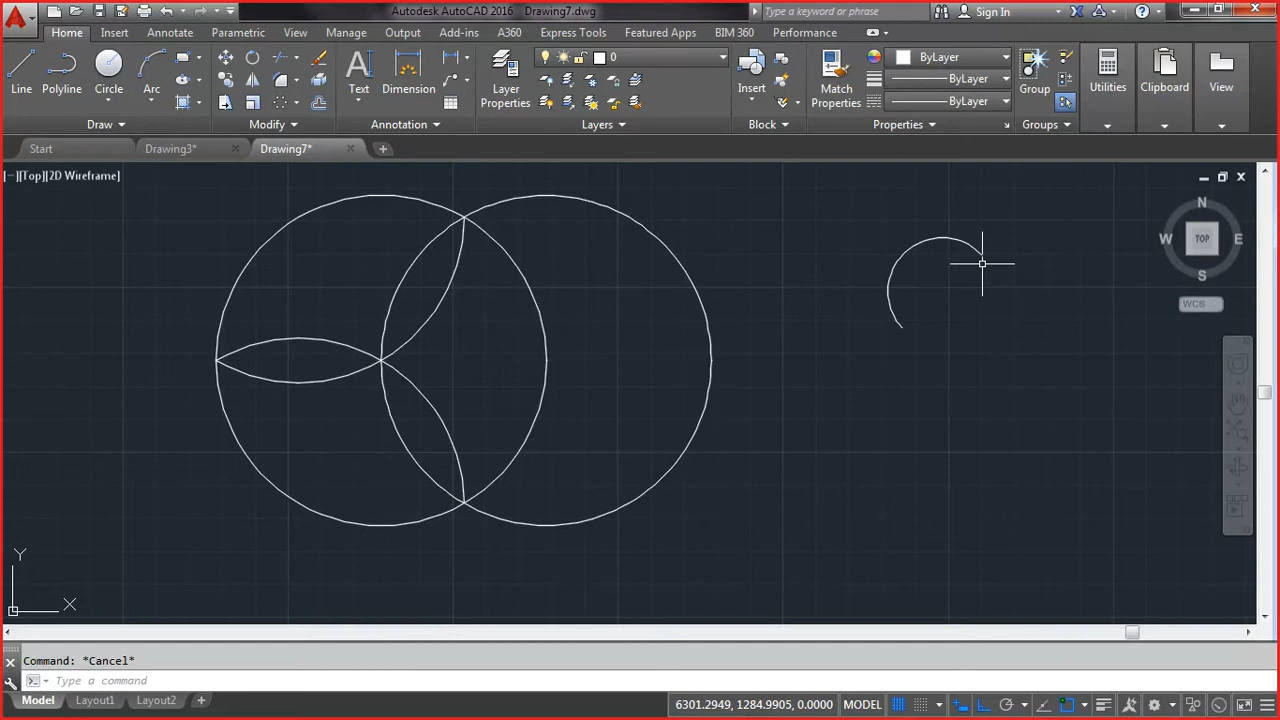 A
Autodesk AutoCAD 2016 Drawing7.dwg
Type a keyword or phrase
Sign In
Home Insert Annotate Parametric View Manage Output Add-ins A360 Express Tools Featured Apps BIM 360 Performance
Line Polyline Circle Arc
Draw
Modify
A
Text Dimension
Annotation
Layer
Properties
0
Layers
Insert
Block
Match
Properties
ByLayer
ByLayer
ByLayer
Properties
Group
Groups
Utilities
Clipboard
View
Start Drawing3* Drawing7*
[−][Top][2D Wireframe]
N
W TOP E
S
WCS
Y
X
Command: *Cancel*
Type a command
Model Layout1 Layout2
6301.2949, 1284.9905, 0.0000 MODEL